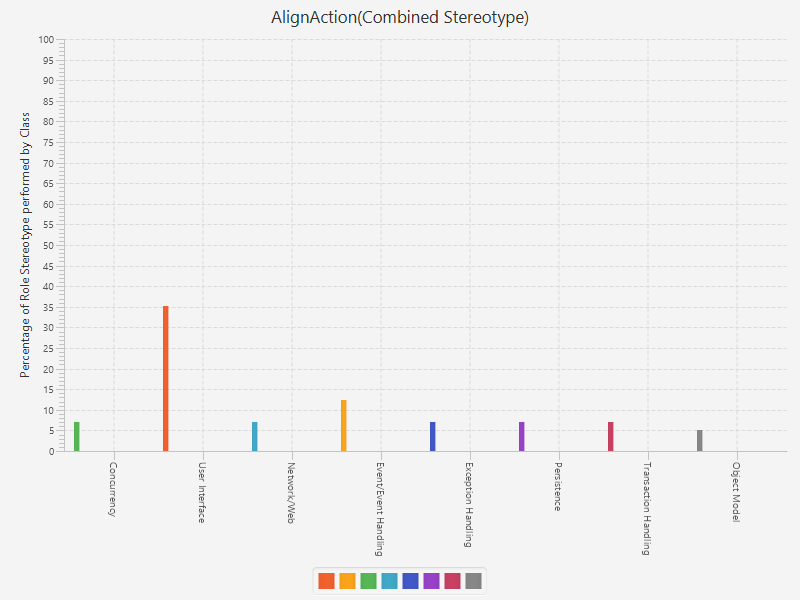 AlignAction(Combined Stereotype)
Percentage of Role Stereotype performed by Class
100
95
90
85
80
75
70
65
60
55
50
45
40
35
30
25
20
15
10
5
0
Concurrency
User Interface
Network/Web
Event/Event Handling
Exception Handling
Persistence
Transaction Handling
Object Model